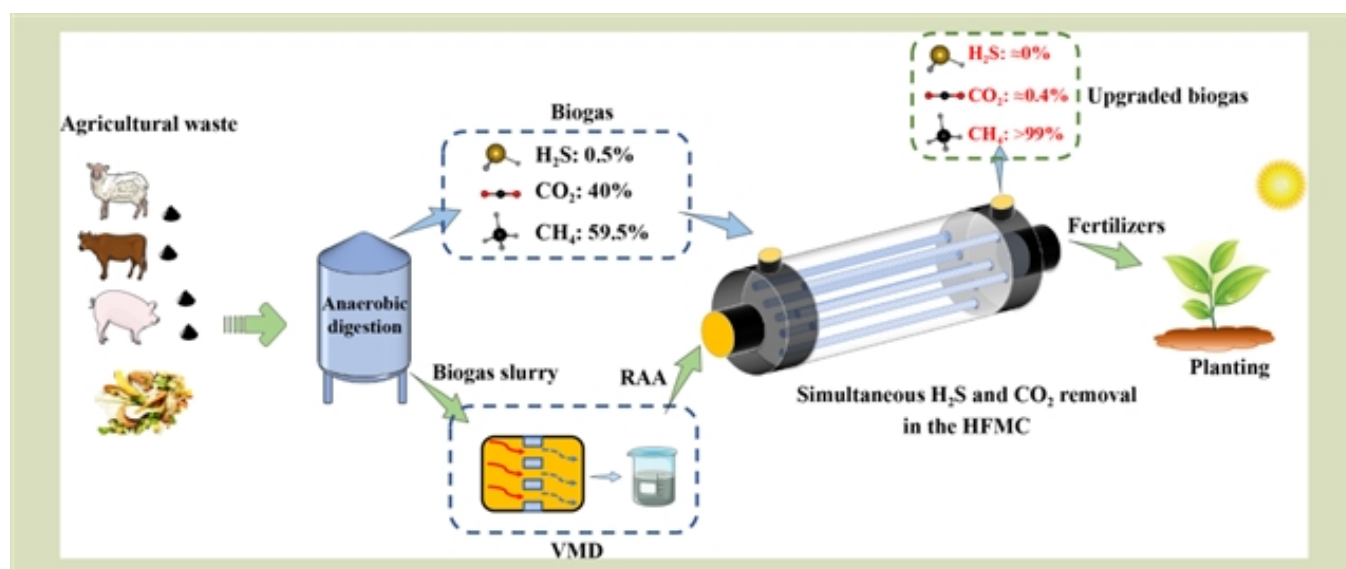 Agricultural waste
Anaerobic
digestion
Biogas
H₂S: 0.5%
CO₂: 40%
CH₄: 59.5%
Biogas slurry
VMD
RAA
Simultaneous H₂S and CO₂ removal
in the HFMC
H₂S: ≈0%
CO₂: ≈0.4%
CH₄: >99%
Upgraded biogas
Fertilizers
Planting